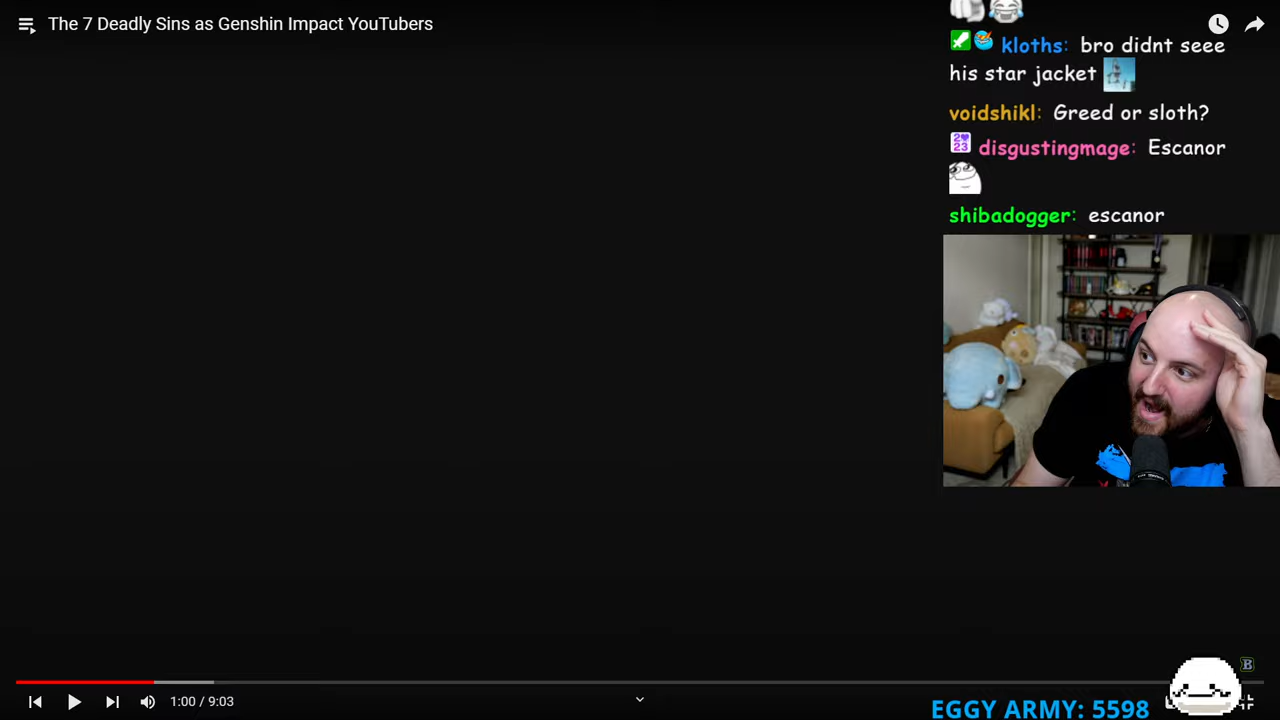 The 7 Deadly Sins as Genshin Impact YouTubers
kloths: bro didnt seee
his star jacket
voidshikl: Greed or sloth?
disgustingmage: Escanor
shibadogger: escanor
1:00 / 9:03
EGGY ARMY: 5598
B